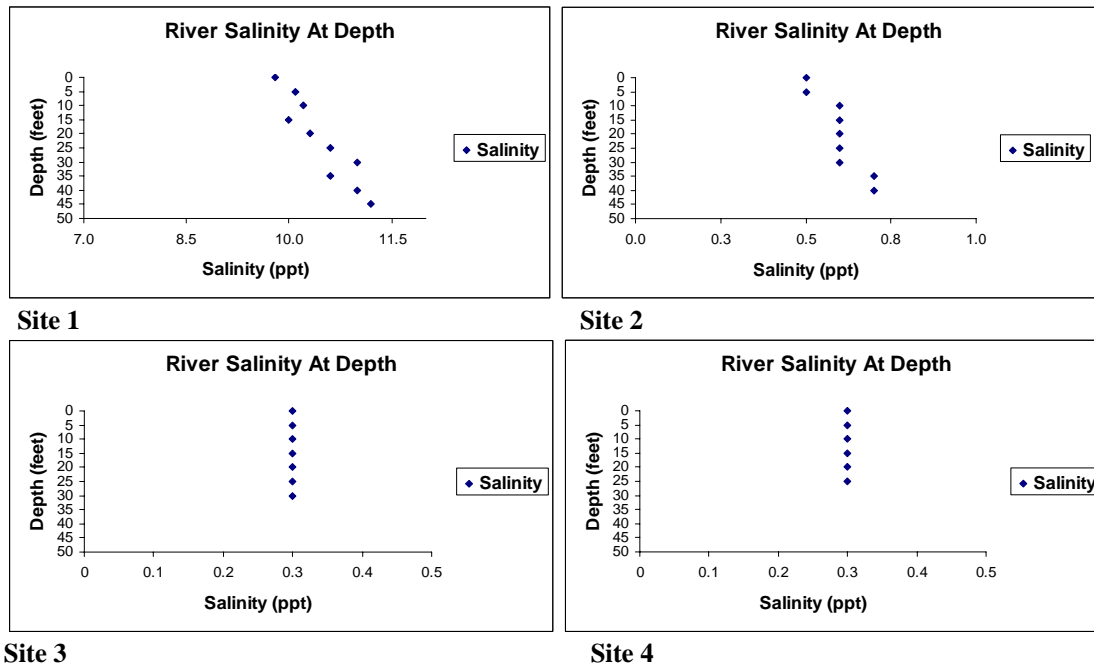 River Salinity At Depth
Depth (feet)
0
5
10
15
20
25
30
35
40
45
50
7.0 8.5 10.0 11.5
Salinity (ppt)
Salinity
Site 1
River Salinity At Depth
Depth (feet)
0
5
10
15
20
25
30
35
40
45
50
0.0 0.3 0.5 0.8 1.0
Salinity (ppt)
Salinity
Site 2
River Salinity At Depth
Depth (feet)
0
5
10
15
20
25
30
35
40
45
50
0 0.1 0.2 0.3 0.4 0.5
Salinity (ppt)
Salinity
Site 3
River Salinity At Depth
Depth (feet)
0
5
10
15
20
25
30
35
40
45
50
0 0.1 0.2 0.3 0.4 0.5
Salinity (ppt)
Salinity
Site 4